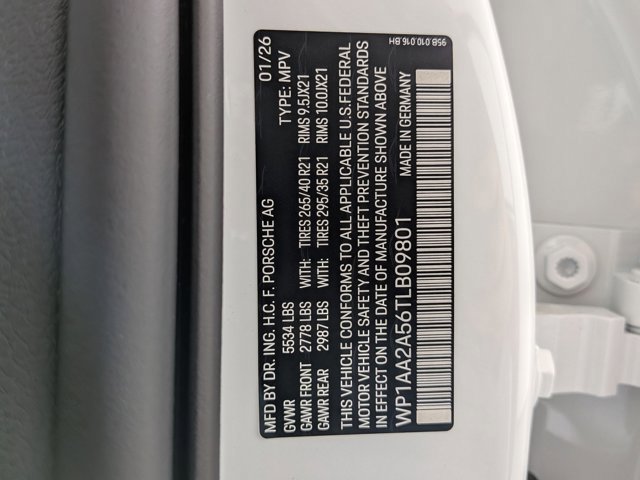 MFD BY DR. ING. H.C. F. PORSCHE AG 01/26
GVWR 5534 LBS TYPE: MPV
GAWR FRONT 2778 LBS WITH: TIRES 265/40 R21 RIMS 9.5JX21
GAWR REAR 2987 LBS WITH: TIRES 295/35 R21 RIMS 10.0JX21
THIS VEHICLE CONFORMS TO ALL APPLICABLE U.S.FEDERAL
MOTOR VEHICLE SAFETY AND THEFT PREVENTION STANDARDS
IN EFFECT ON THE DATE OF MANUFACTURE SHOWN ABOVE
WP1AA2A56TLB09801 MADE IN GERMANY
95B.010.016.BH